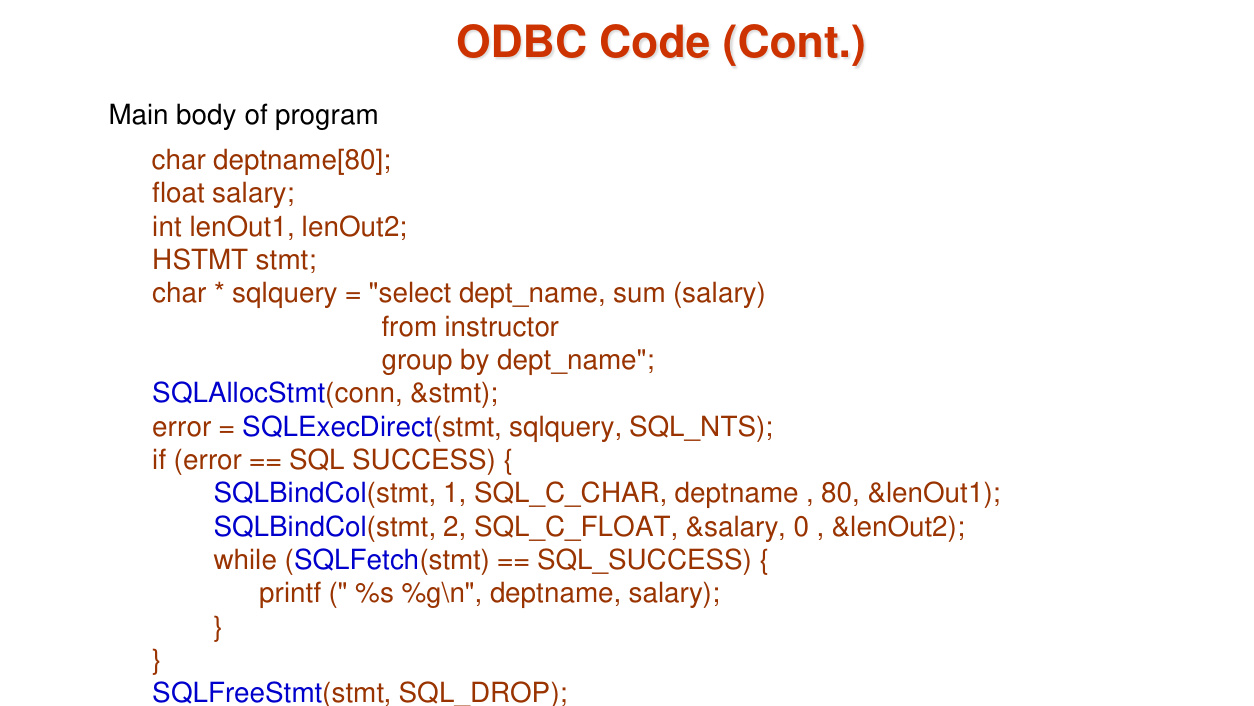 ODBC Code (Cont.)
Main body of program
char deptname[80];
float salary;
int lenOut1, lenOut2;
HSTMT stmt;
char * sqlquery = "select dept_name, sum (salary)
from instructor
group by dept_name";
SQLAllocStmt(conn, &stmt);
error = SQLExecDirect(stmt, sqlquery, SQL_NTS);
if (error == SQL SUCCESS) {
SQLBindCol(stmt, 1, SQL_C_CHAR, deptname , 80, &lenOut1);
SQLBindCol(stmt, 2, SQL_C_FLOAT, &salary, 0 , &lenOut2);
while (SQLFetch(stmt) == SQL_SUCCESS) {
printf (" %s %g\n", deptname, salary);
}
}
SQLFreeStmt(stmt, SQL_DROP);